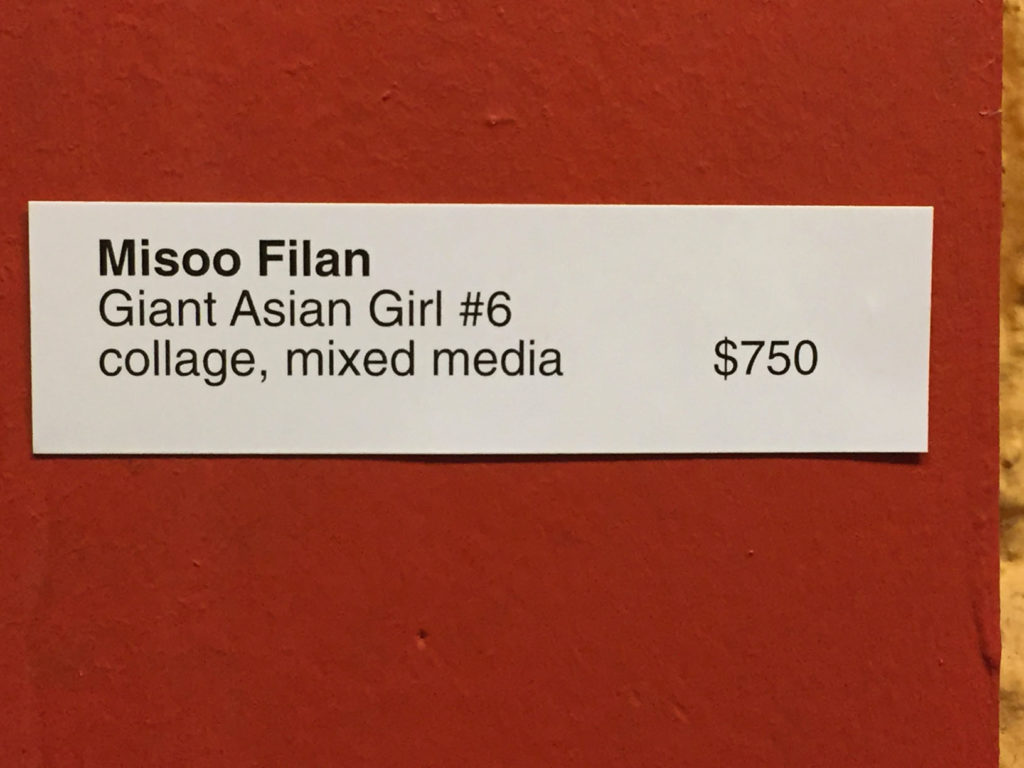 Misoo Filan
Giant Asian Girl #6
collage, mixed media $750